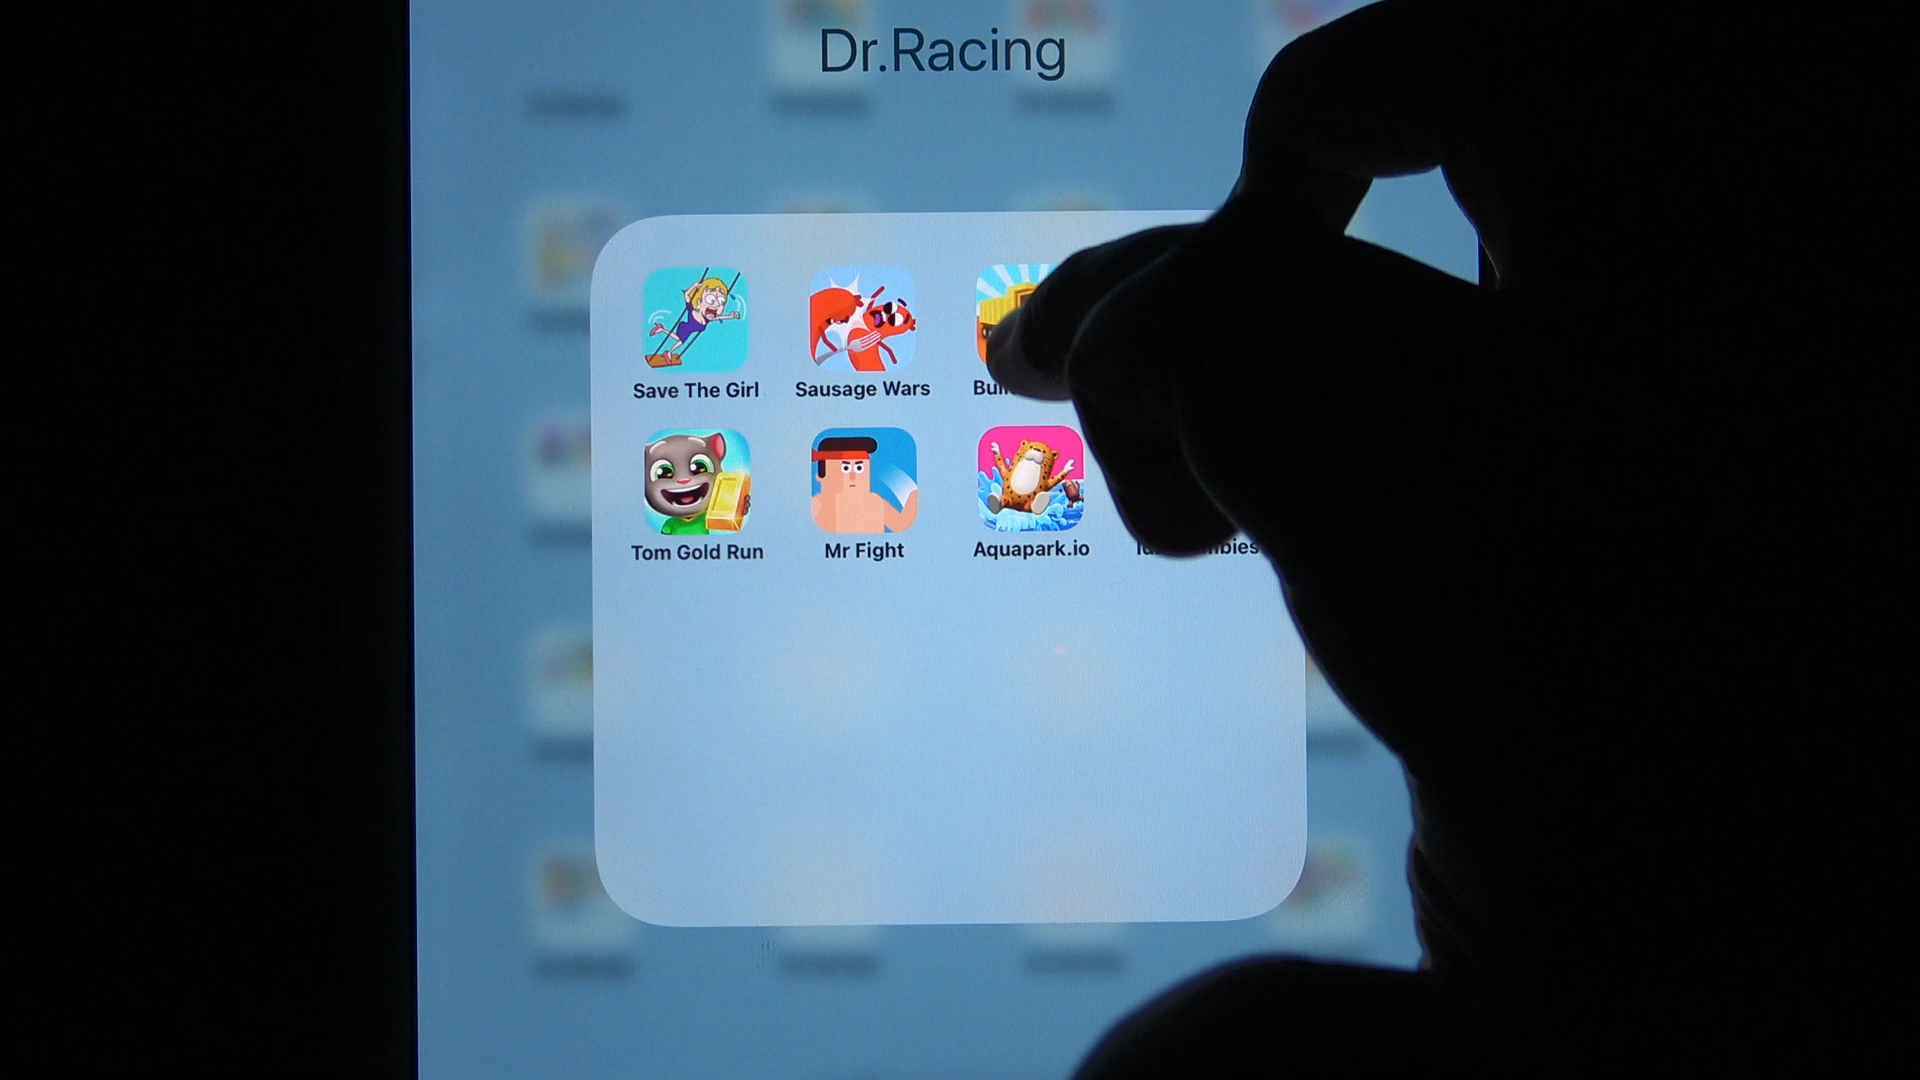 Dr.Racing
Save The Girl
Sausage Wars
Tom Gold Run
Mr Fight
Aquapark.io